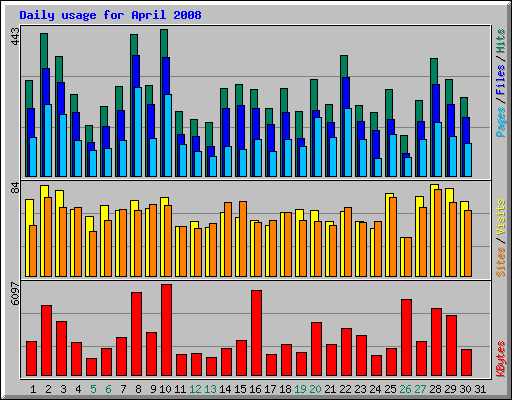 Daily usage for April 2008
443
Pages / Files / Hits
84
Sites / Visits
6097
KBytes
1 2 3 4 5 6 7 8 9 10 11 12 13 14 15 16 17 18 19 20 21 22 23 24 25 26 27 28 29 30 31